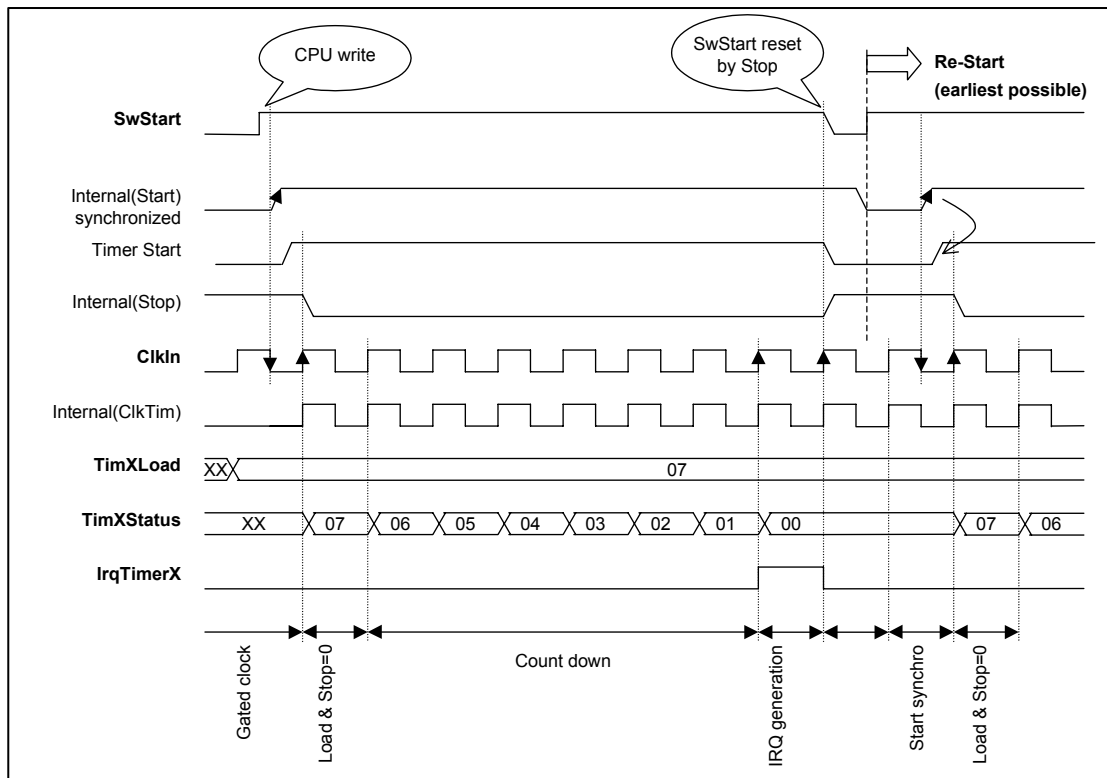 CPU write
SwStart reset
by Stop
Re-Start
(earliest possible)
SwStart
Internal(Start)
synchronized
Timer Start
Internal(Stop)
ClkIn
Internal(ClkTim)
TimXLoad
XX
07
TimXStatus
XX
07
06
05
04
03
02
01
00
07
06
IrqTimerX
Gated clock
Load & Stop=0
Count down
IRQ generation
Start synchro
Load & Stop=0